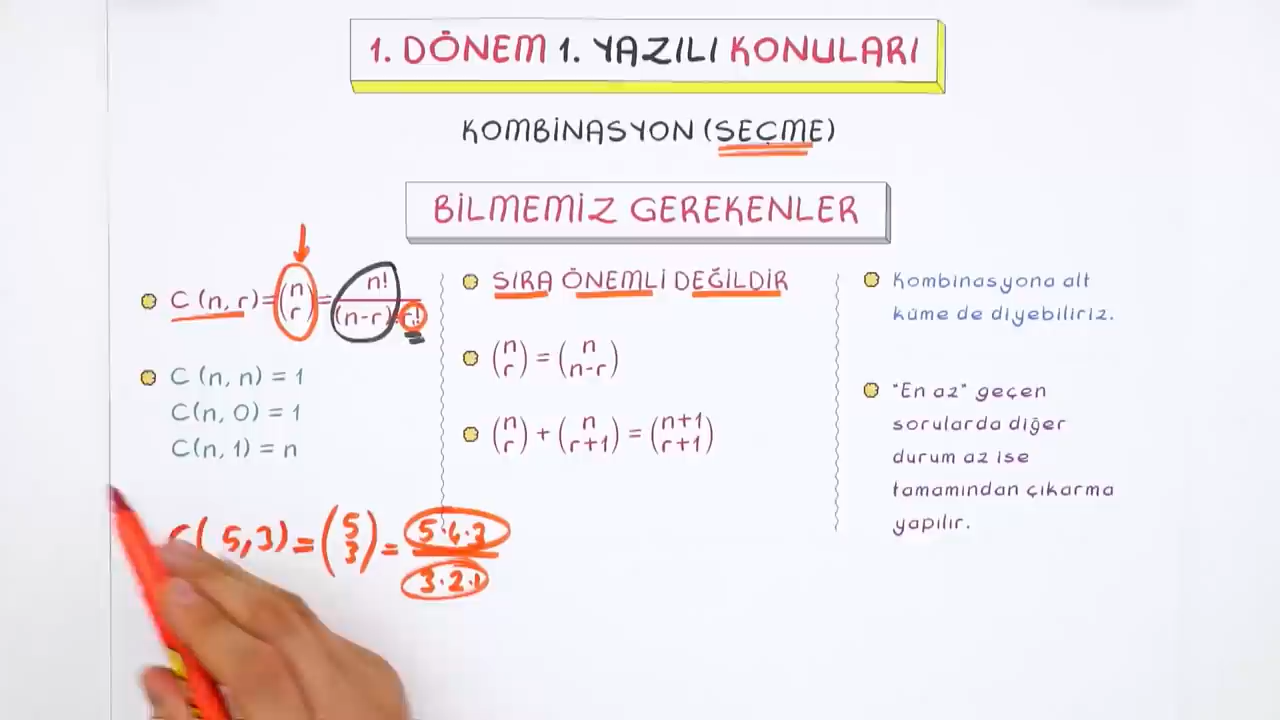 1. DÖNEM 1. YAZILI KONULARI
KOMBİNASYON (SEÇME)
BİLMEMİZ GEREKENLER
C (n, r) = (n r) = n! / (n-r)! r!
C (n, n) = 1
C(n, 0) = 1
C(n, 1) = n
C( 5,3) = (5 3) = 5·4·3 / 3·2·1
SIRA ÖNEMLİ DEĞİLDİR
(n r) = (n n-r)
(n r) + (n r+1) = (n+1 r+1)
Kombinasyona alt
küme de diyebiliriz.
"En az" geçen
sorularda diğer
durum az ise
tamamından çıkarma
yapılır.